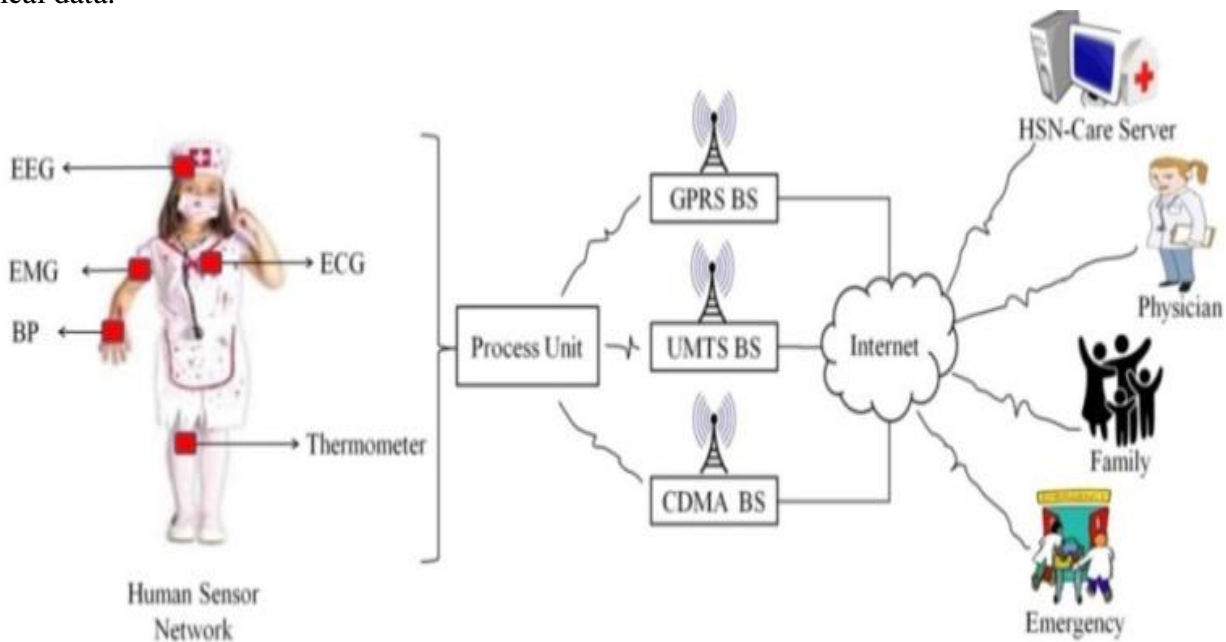 HSN-Care Server
EEG
GPRS BS
EMG
ECG
Physician
BP
Process Unit
UMTS BS
Internet
Thermometer
Family
CDMA BS
Human Sensor
Network
Emergency